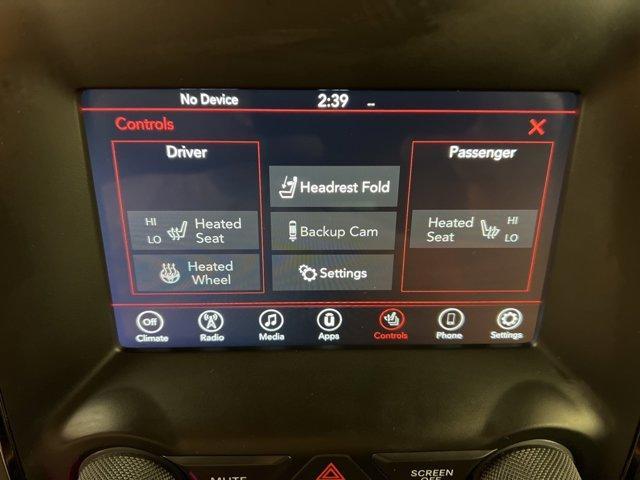 No Device 2:39 --
Controls
Driver
Passenger
Headrest Fold
HI
LO
Heated
Seat
Backup Cam
Heated
Seat
HI
LO
Heated
Wheel
Settings
Off
Climate Radio Media Apps Controls Phone Settings
MUTE
SCREEN
OFF